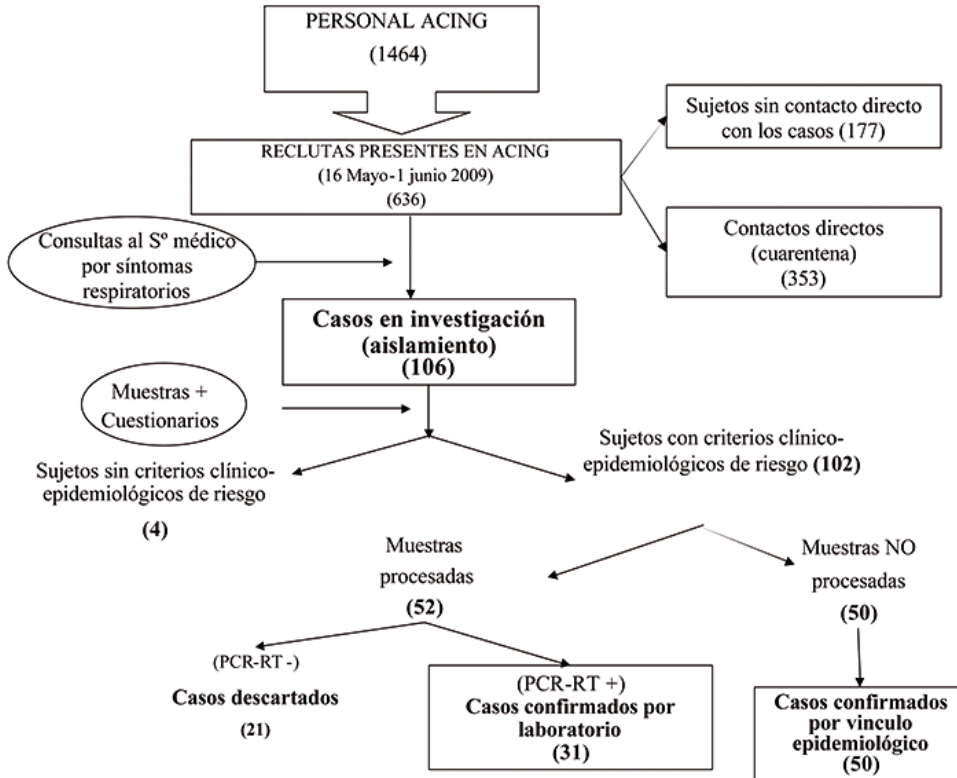 PERSONAL ACING
(1464)
RECLUTAS PRESENTES EN ACING
(16 Mayo-1 junio 2009)
(636)
Sujetos sin contacto directo
con los casos (177)
Contactos directos
(cuarentena)
(353)
Consultas al Sº médico
por síntomas
respiratorios
Casos en investigación
(aislamiento)
(106)
Muestras +
Cuestionarios
Sujetos sin criterios clínico-
epidemiológicos de riesgo
(4)
Sujetos con criterios clínico-
epidemiológicos de riesgo (102)
Muestras
procesadas
(52)
Muestras NO
procesadas
(50)
(PCR-RT -)
Casos descartados
(21)
(PCR-RT +)
Casos confirmados por
laboratorio
(31)
Casos confirmados
por vinculo
epidemiológico
(50)